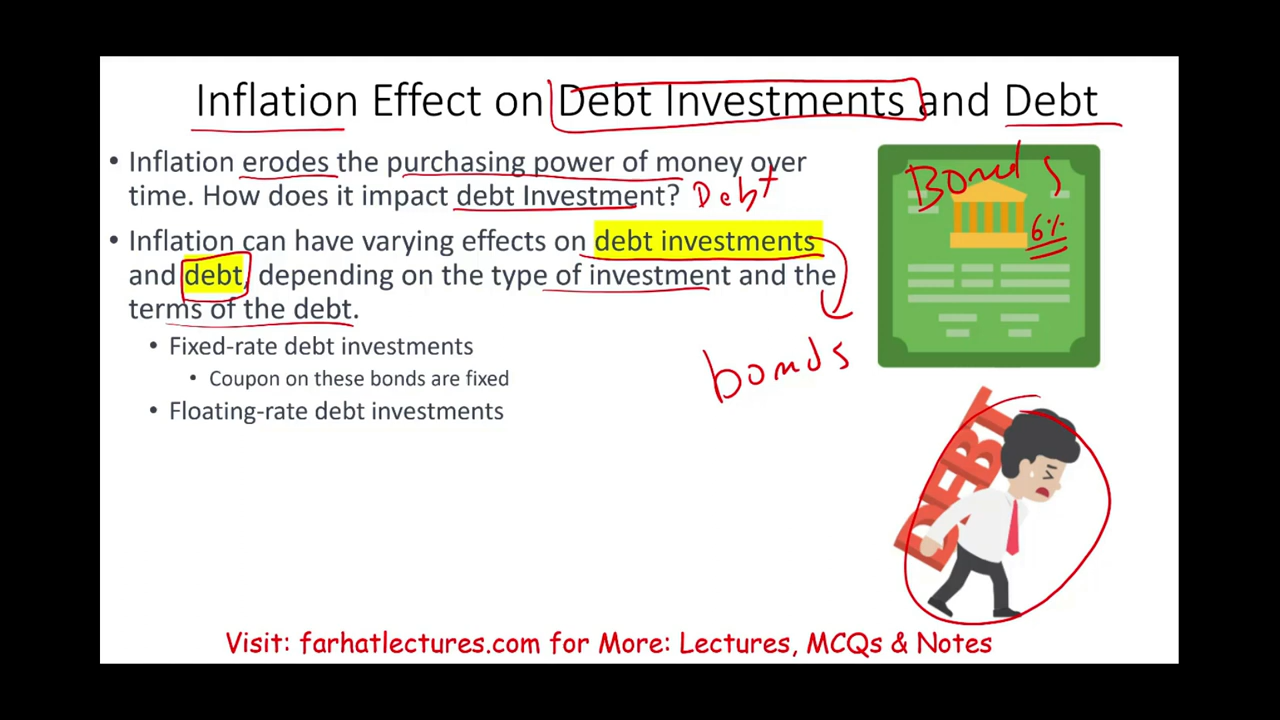 Inflation Effect on Debt Investments and Debt
• Inflation erodes the purchasing power of money over
time. How does it impact debt Investment? Debt
• Inflation can have varying effects on debt investments
and debt, depending on the type of investment and the
terms of the debt.
• Fixed-rate debt investments
• Coupon on these bonds are fixed
• Floating-rate debt investments
bonds
Bonds
6%
DEBT
Visit: farhatlectures.com for More: Lectures, MCQs & Notes